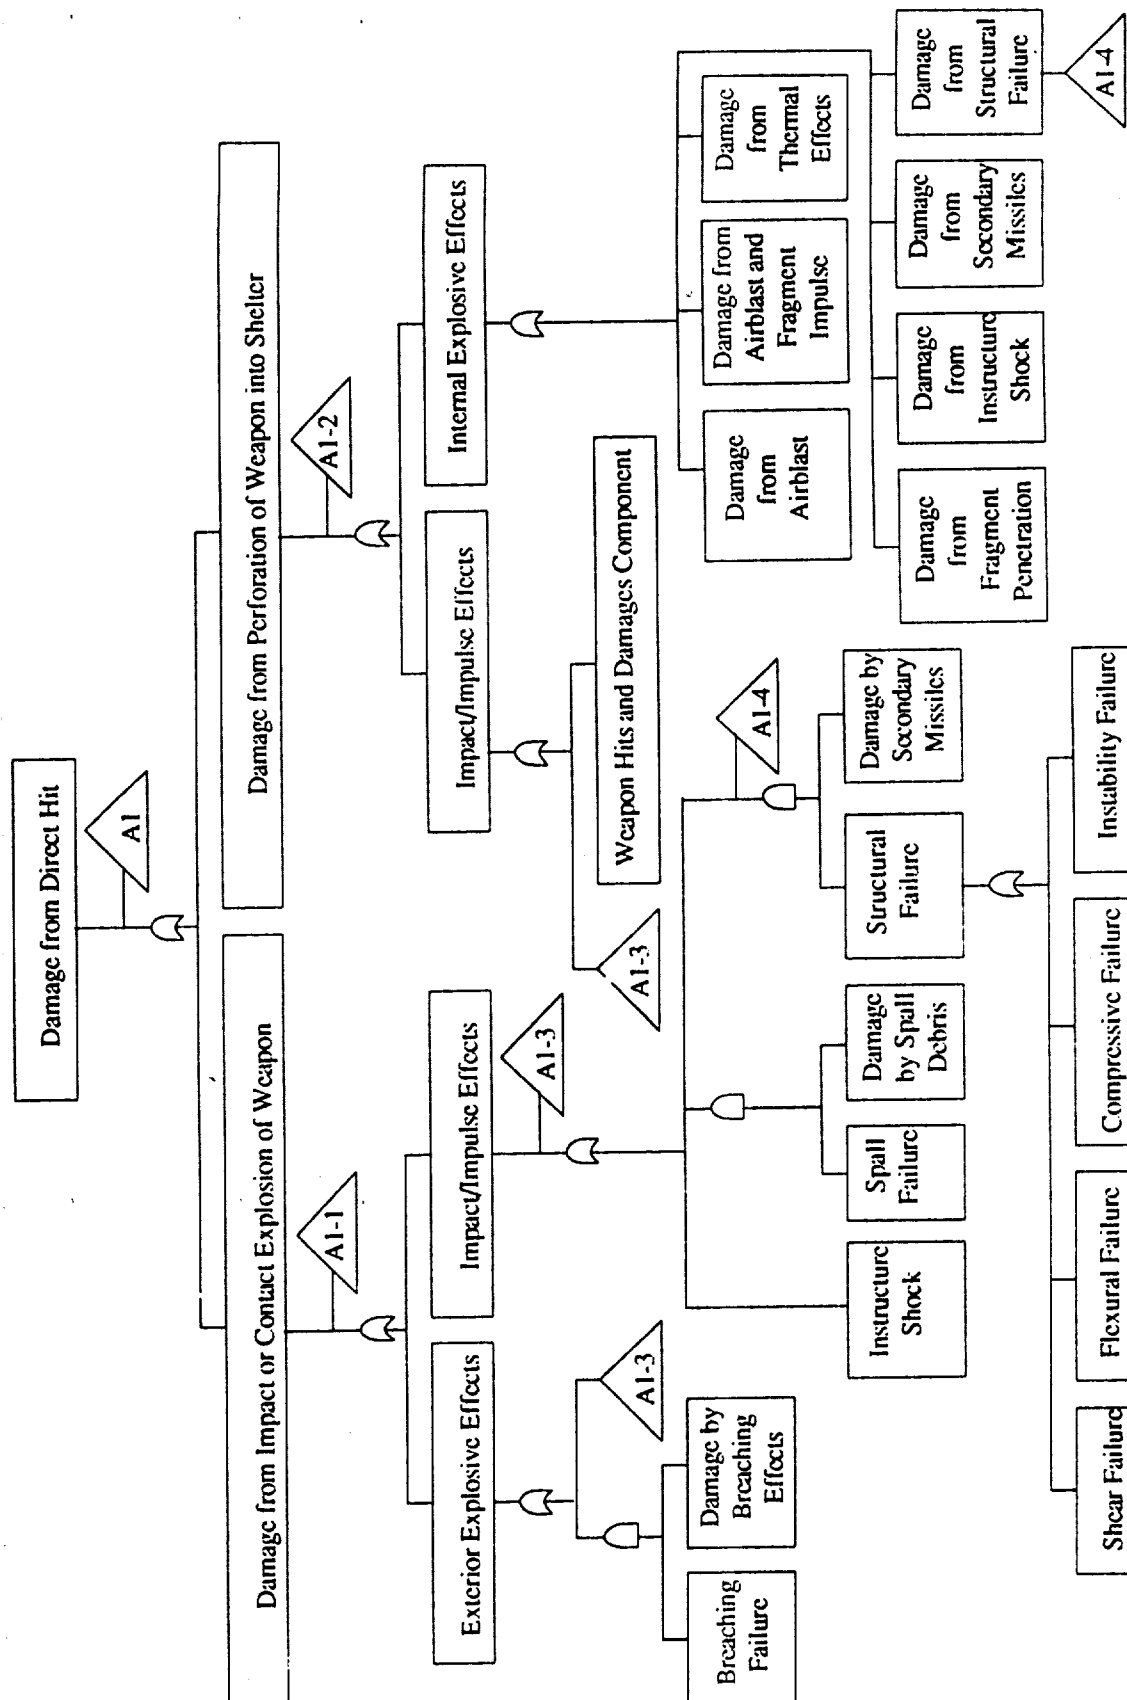 Damage from Direct Hit
A1
Damage from Impact or Contact Explosion of Weapon
Damage from Perforation of Weapon into Shelter
A1-1
A1-2
Exterior Explosive Effects
Impact/Impulse Effects
Impact/Impulse Effects
Internal Explosive Effects
A1-3
A1-3
A1-3
Weapon Hits and Damages Component
Breaching
Failure
Damage by
Breaching
Effects
Damage
from
Airblast
Damage from
Airblast and
Fragment
Impulse
Damage
from
Thermal
Effects
A1-4
Instructure
Shock
Spall
Failure
Damage
by Spall
Debris
Structural
Failure
Damage by
Secondary
Missiles
Damage
from
Fragment
Penetration
Damage
from
Instructure
Shock
Damage
from
Secondary
Missiles
Damage
from
Structural
Failure
A1-4
Shear Failure
Flexural Failure
Compressive Failure
Instability Failure